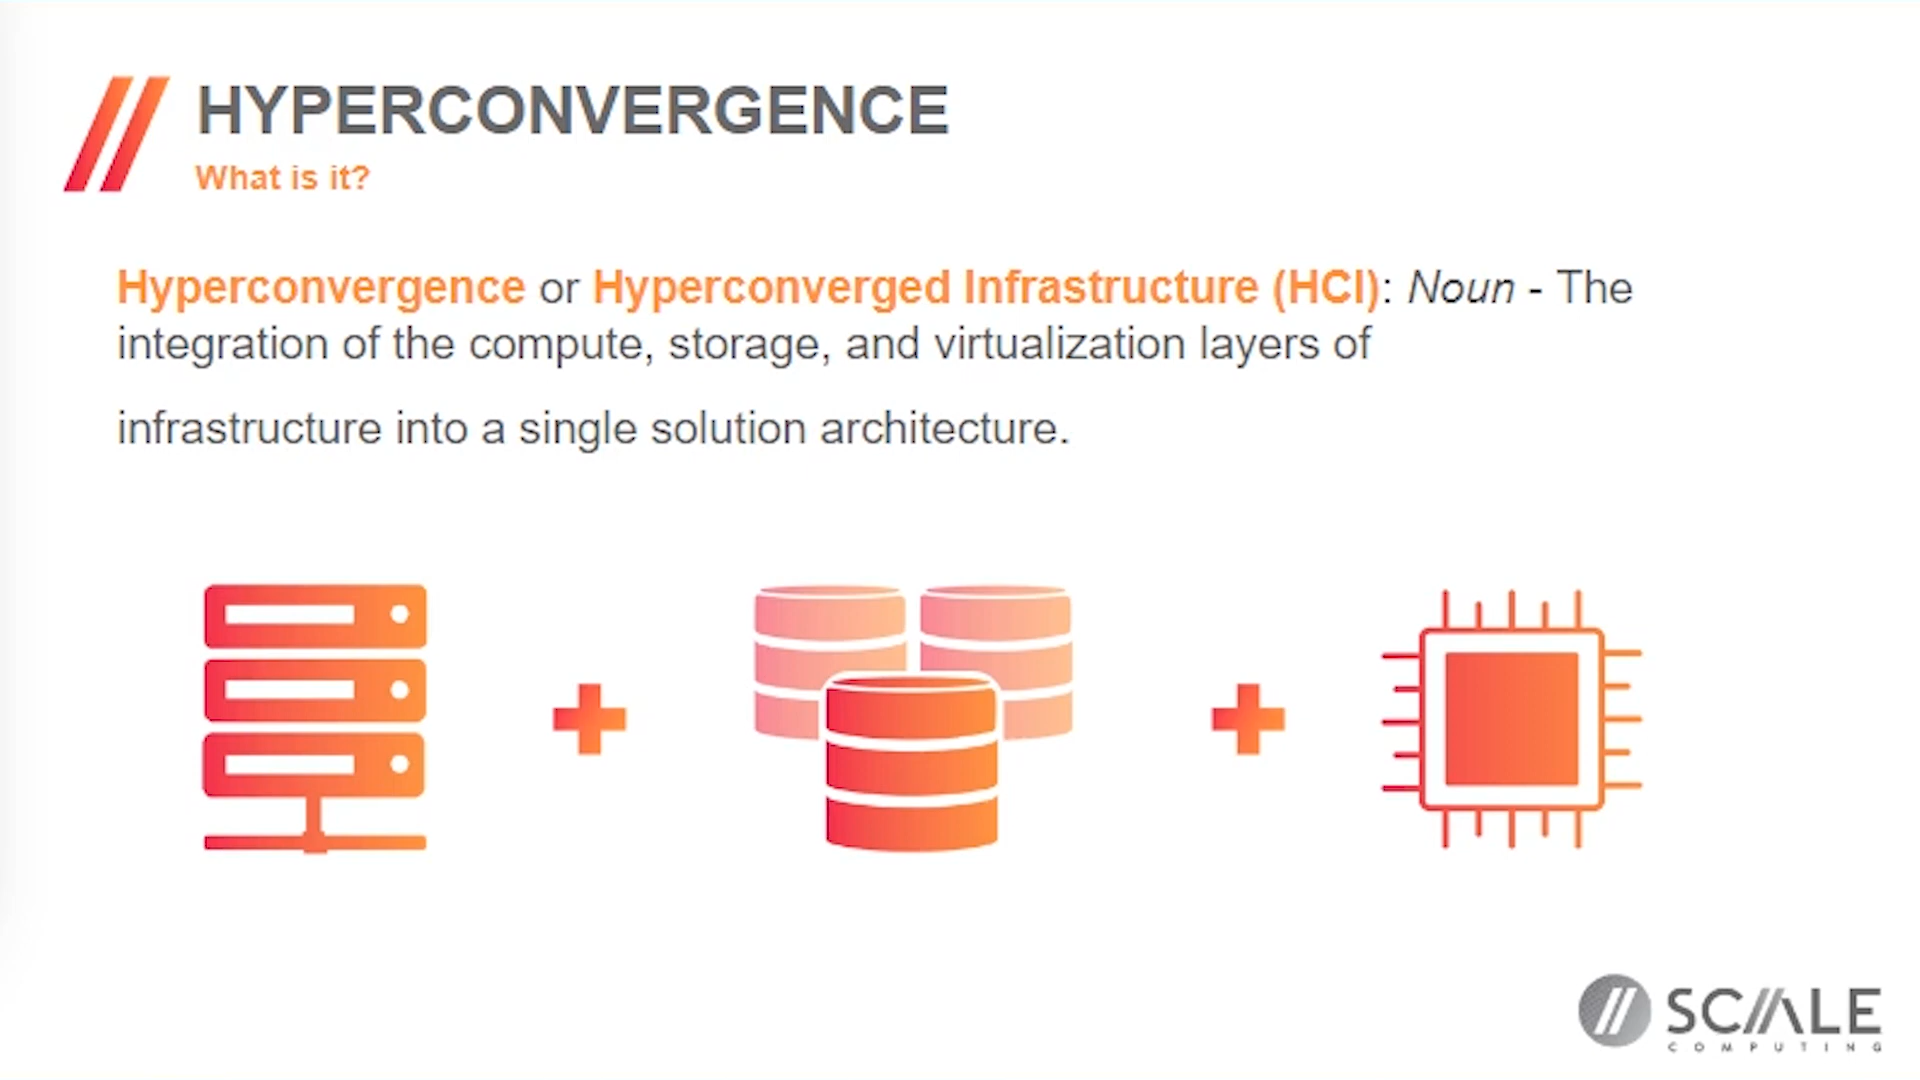 HYPERCONVERGENCE
What is it?
Hyperconvergence or Hyperconverged Infrastructure (HCI): Noun - The
integration of the compute, storage, and virtualization layers of
infrastructure into a single solution architecture.
SCALE
COMPUTING